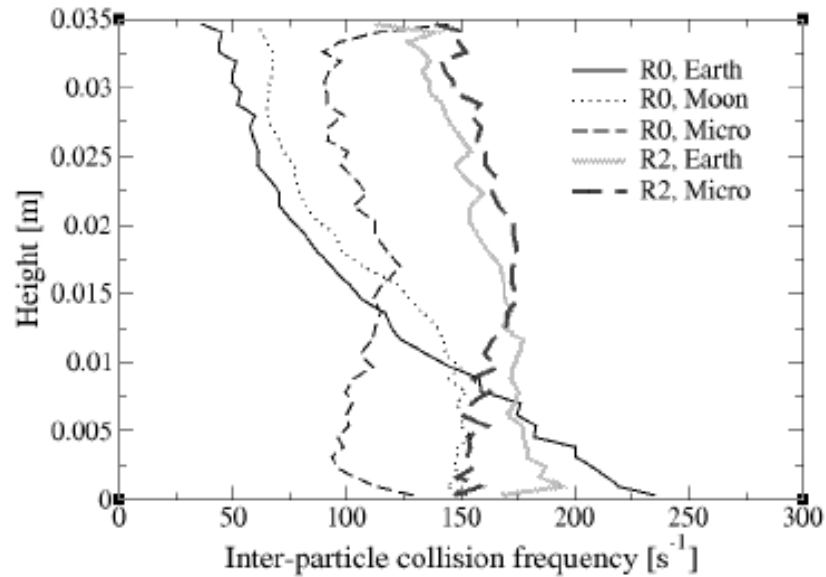 0.035
0.03
0.025
0.02
0.015
0.01
0.005
0
Height [m]
R0, Earth
R0, Moon
R0, Micro
R2, Earth
R2, Micro
0 50 100 150 200 250 300
Inter-particle collision frequency [s⁻¹]